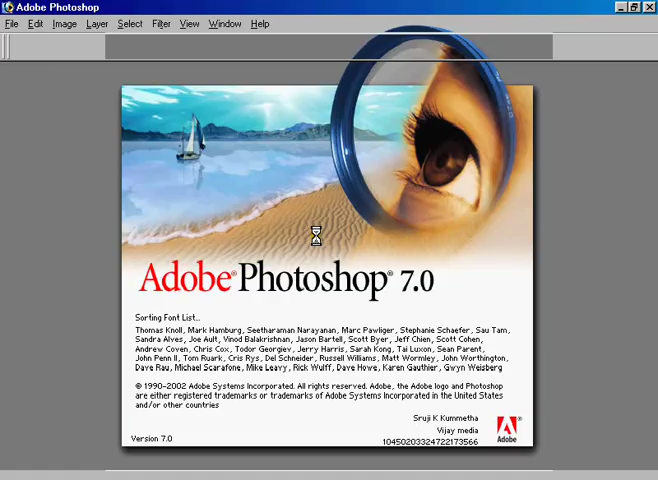 Adobe Photoshop
File Edit Image Layer Select Filter View Window Help
Adobe® Photoshop® 7.0
Sorting Font List...
Thomas Knoll, Mark Hamburg, Seetharaman Narayanan, Marc Pawliger, Stephanie Schaefer, Sau Tam,
Sandra Alves, Joe Ault, Vinod Balakrishnan, Jason Bartell, Scott Byer, Jeff Chien, Scott Cohen,
Andrew Coven, Chris Cox, Todor Georgiev, Jerry Harris, Sarah Kong, Tai Luxon, Sean Parent,
John Penn II, Tom Ruark, Cris Rys, Del Schneider, Russell Williams, Matt Wormley, John Worthington,
Dave Rau, Michael Scarafone, Mike Leavy, Rick Wulff, Dave Howe, Karen Gauthier, Gwyn Weisberg
© 1990-2002 Adobe Systems Incorporated. All rights reserved. Adobe, the Adobe logo and Photoshop
are either registered trademarks or trademarks of Adobe Systems Incorporated in the United States
and/or other countries
Sruji K Kummetha
Vijay media
10450203324722173566
Version 7.0
Adobe®